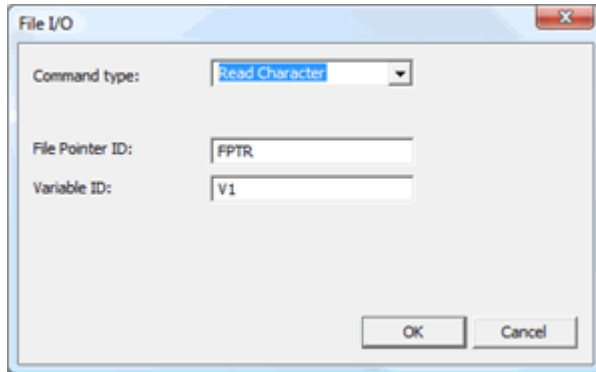 File I/O
Command type: Read Character
File Pointer ID: FPTR
Variable ID: V1
OK Cancel